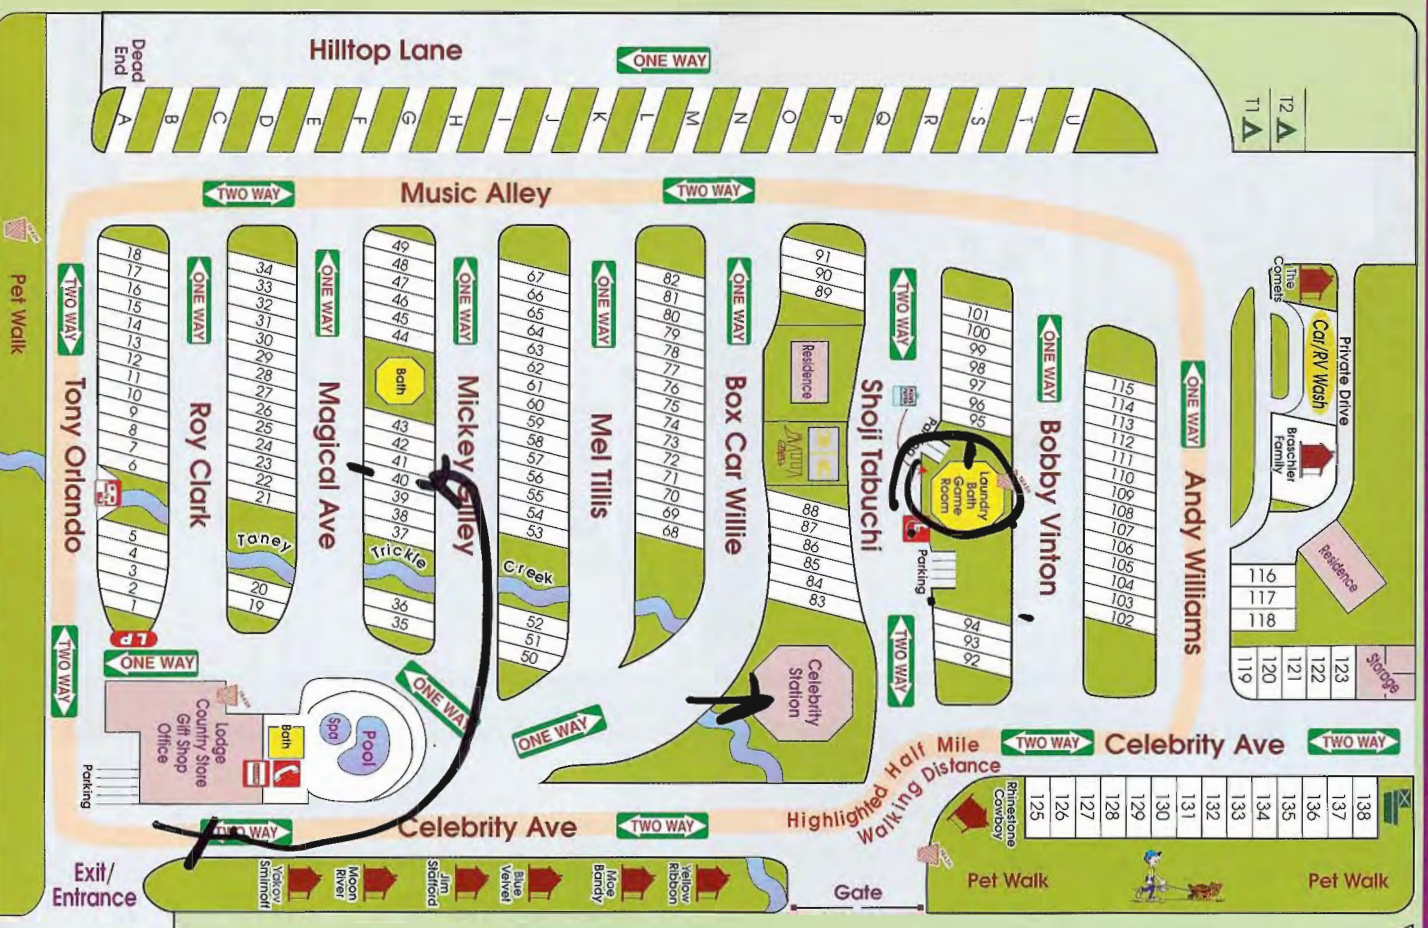 Hilltop Lane
Dead
End
ONE WAY
T1
T2
A
B
C
D
E
F
G
H
I
J
K
L
M
N
O
P
Q
R
S
T
U
TWO WAY
Music Alley
TWO WAY
TRASH
Pet Walk
TWO WAY
Tony Orlando
TWO WAY
18
17
16
15
14
13
12
11
10
9
8
7
6
5
4
3
2
1
LP
ONE WAY
Roy Clark
ONE WAY
34
33
32
31
30
29
28
27
26
25
24
23
22
21
Taney
20
19
ONE WAY
Magical Ave
49
48
47
46
45
44
Bath
43
42
41
40
39
38
37
Trickle
36
35
ONE WAY
Mickey Gilley
67
66
65
64
63
62
61
60
59
58
57
56
55
54
53
Creek
52
51
50
ONE WAY
Mel Tillis
82
81
80
79
78
77
76
75
74
73
72
71
70
69
68
ONE WAY
Box Car Willie
91
90
89
Residence
88
87
86
85
84
83
Celebrity
Station
TWO WAY
Shoji Tabuchi
TWO WAY
101
100
99
98
97
96
95
Laundry
Bath
Game
Room
Parking
94
93
92
ONE WAY
Bobby Vinton
115
114
113
112
111
110
109
108
107
106
105
104
103
102
ONE WAY
Andy Williams
The
Comets
Car/RV Wash
Private Drive
Braschler
Family
Residence
116
117
118
119
120
121
122
123
Storage
ONE WAY
ONE WAY
Lodge
Country Store
Gift Shop
Office
TRASH
Bath
Spa
Pool
Parking
TWO WAY
Celebrity Ave
TWO WAY
Highlighted Half Mile
Walking Distance
TWO WAY
Celebrity Ave
TWO WAY
Rhinestone
Cowboy
125
126
127
128
129
130
131
132
133
134
135
136
137
138
TRASH
Pet Walk
Pet Walk
Exit/
Entrance
Yakov
Smirnoff
Moon
River
Jim
Stafford
Blue
Velvet
Moe
Bandy
Yellow
Ribbon
Gate